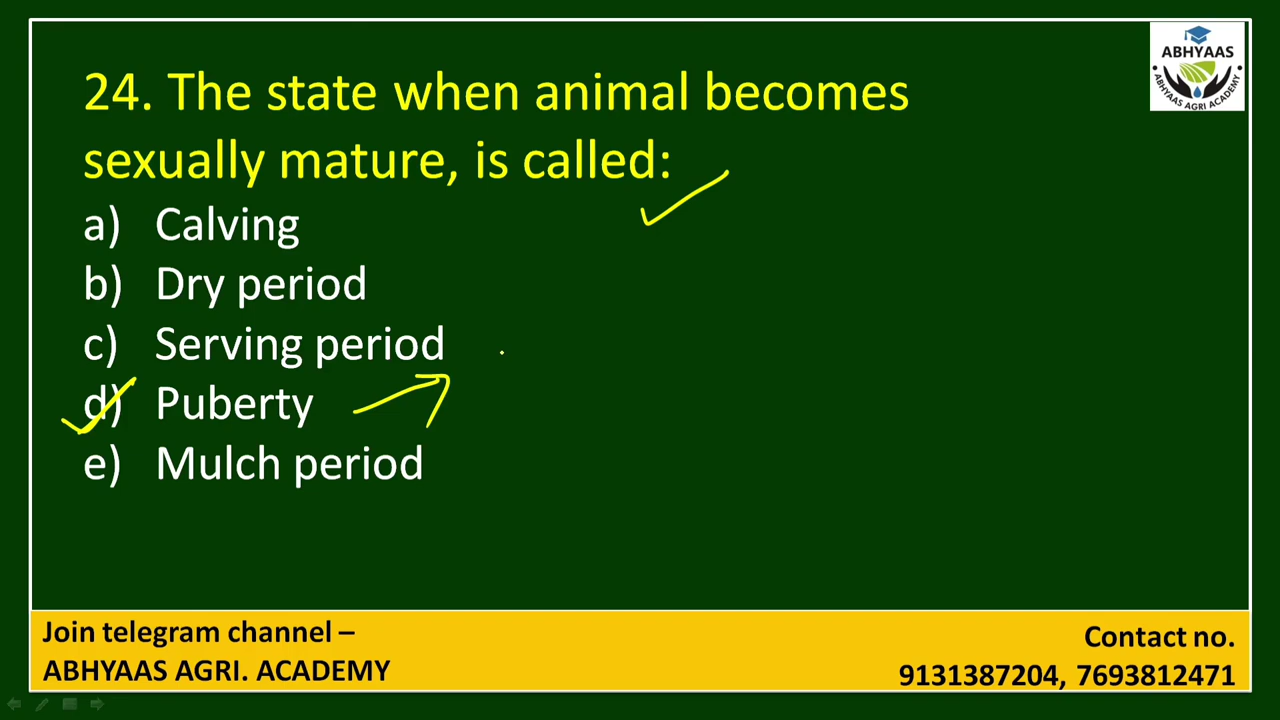 24. The state when animal becomes
sexually mature, is called:
a) Calving
b) Dry period
c) Serving period
d) Puberty
e) Mulch period
ABHYAAS
ABHYAAS AGRI ACADEMY
Join telegram channel –
ABHYAAS AGRI. ACADEMY
Contact no.
9131387204, 7693812471